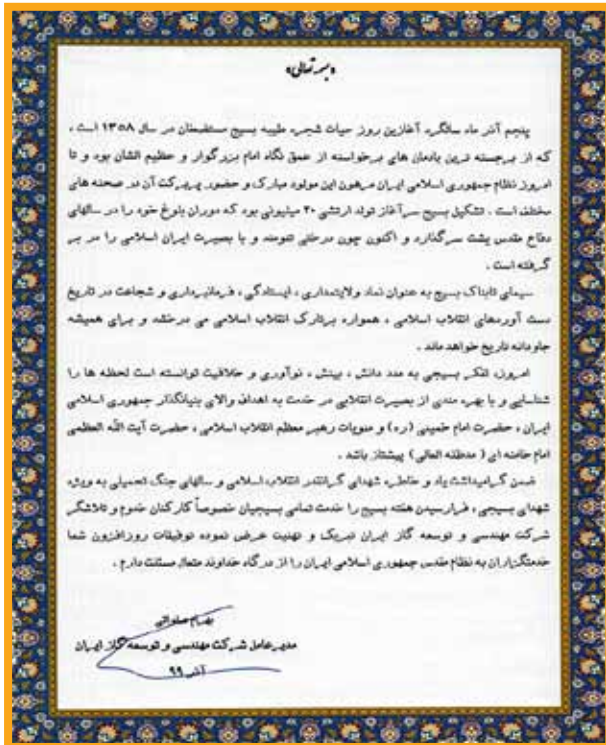 «بسمه تعالی»
پنجم آذر ماه سالگرد آغازین روز حیات شجره طیبه بسیج مستضعفان در سال ۱۳۵۸ است ،
که از برجسته ترین یادمان های برخواسته از عمق نگاه امام بزرگوار و عظیم الشان بود و تا
امروز نظام جمهوری اسلامی ایران مرهون این مولود مبارک و حضور پربرکت آن در صحنه های
مختلف است . تشکیل بسیج سرآغاز تولد ارتشی ۲۰ میلیونی بود که دوران بلوغ خود را در سالهای
دفاع مقدس پشت سرگذارد و اکنون چون درختی تنومند و با بصیرت ایران اسلامی را در بر
گرفته است .
سیمای تابناک بسیج به عنوان نماد ولایتمداری ، ایستادگی ، فرمانبرداری و شجاعت در تاریخ
دست آوردهای انقلاب اسلامی ، همواره برتارک انقلاب اسلامی می درخشد و برای همیشه
جاودانه تاریخ خواهد ماند .
امروزه تفکر بسیجی به مدد دانش ، بینش ، نوآوری و خلاقیت توانسته است لحظه ها را
شناسایی و با بهره مندی از بصیرت انقلابی در خدمت به اهداف والای بنیانگذار جمهوری اسلامی
ایران ، حضرت امام خمینی (ره) و منویات رهبر معظم انقلاب اسلامی ، حضرت آیت الله العظمی
امام خامنه ای ( مدظله العالی ) پیشتاز باشد .
ضمن گرامیداشت یاد و خاطره شهدای گرانقدر انقلاب اسلامی و سالهای جنگ تحمیلی به ویژه
شهدای بسیجی ، فرارسیدن هفته بسیج را خدمت تمامی بسیجیان خصوصاً کارکنان خدوم و تلاشگر
شرکت مهندسی و توسعه گاز ایران تبریک و تهنیت عرض نموده توفیقات روزافزون شما
خدمتگزاران به نظام مقدس جمهوری اسلامی ایران را از درگاه خداوند متعال مسئلت دارم .
بهرام صلواتی
مدیرعامل شرکت مهندسی و توسعه گاز ایران
آذر ۹۹